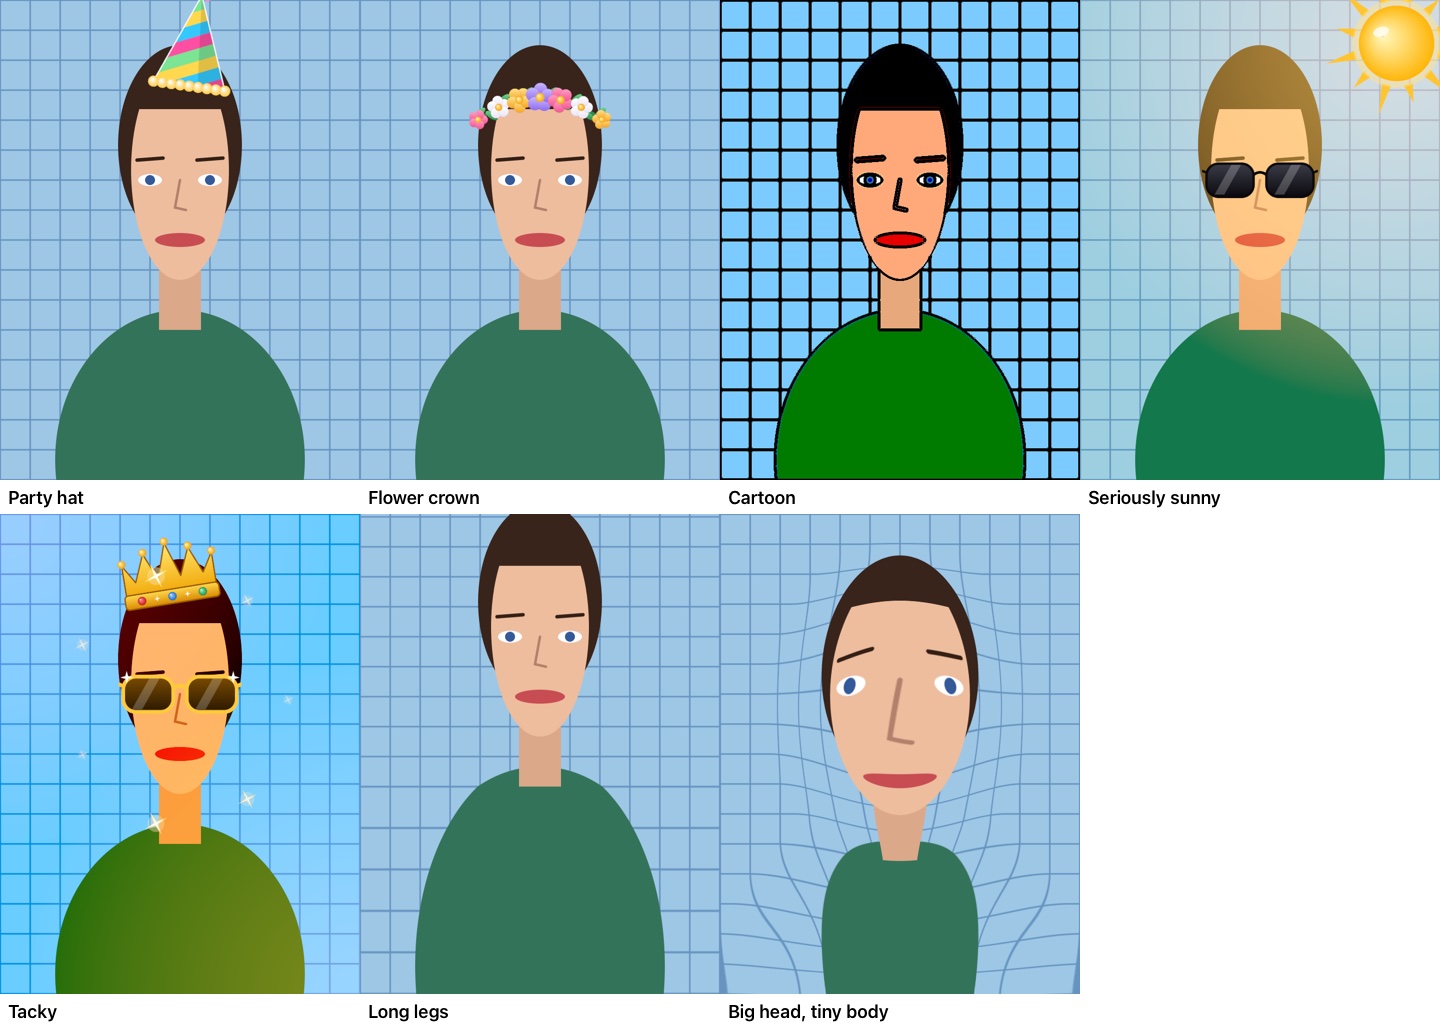 Party hat
Flower crown
Cartoon
Seriously sunny
Tacky
Long legs
Big head, tiny body